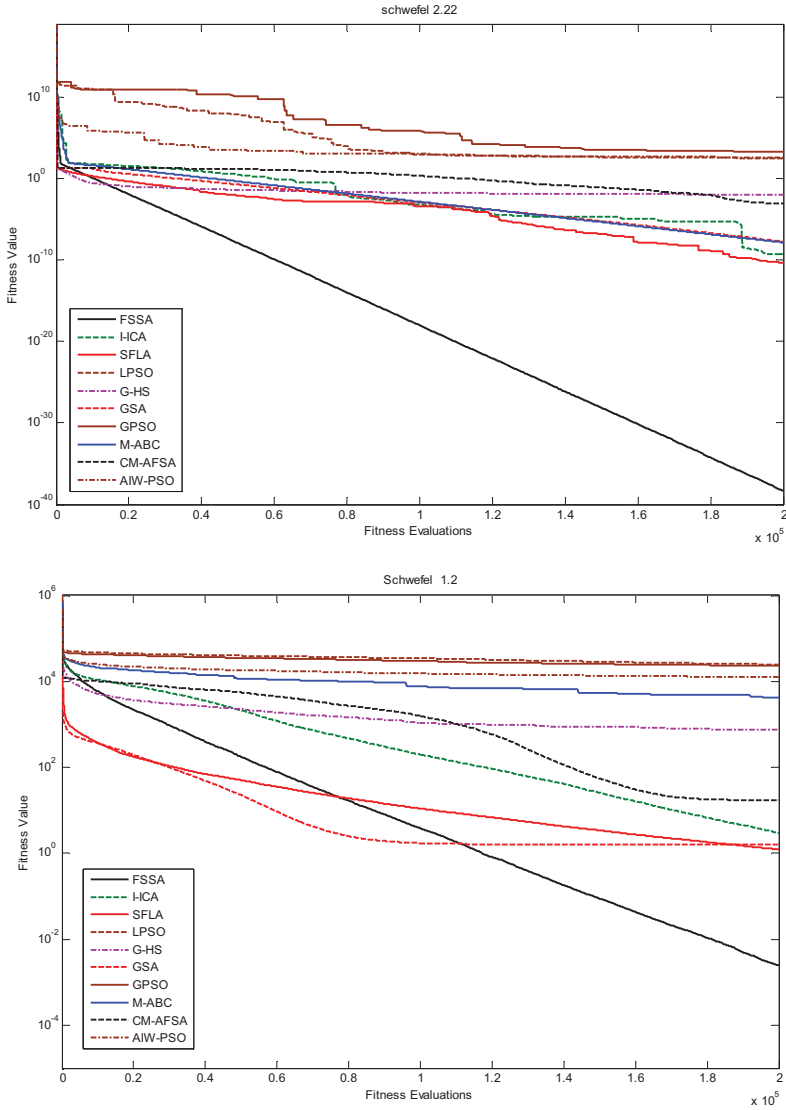 schwefel 2.22
10^10
10^0
10^-10
10^-20
10^-30
10^-40
Fitness Value
FSSA
I-ICA
SFLA
LPSO
G-HS
GSA
GPSO
M-ABC
CM-AFSA
AIW-PSO
0 0.2 0.4 0.6 0.8 1 1.2 1.4 1.6 1.8 2
Fitness Evaluations
x 10^5
Schwefel 1.2
10^6
10^4
10^2
10^0
10^-2
10^-4
Fitness Value
FSSA
I-ICA
SFLA
LPSO
G-HS
GSA
GPSO
M-ABC
CM-AFSA
AIW-PSO
0 0.2 0.4 0.6 0.8 1 1.2 1.4 1.6 1.8 2
Fitness Evaluations
x 10^5